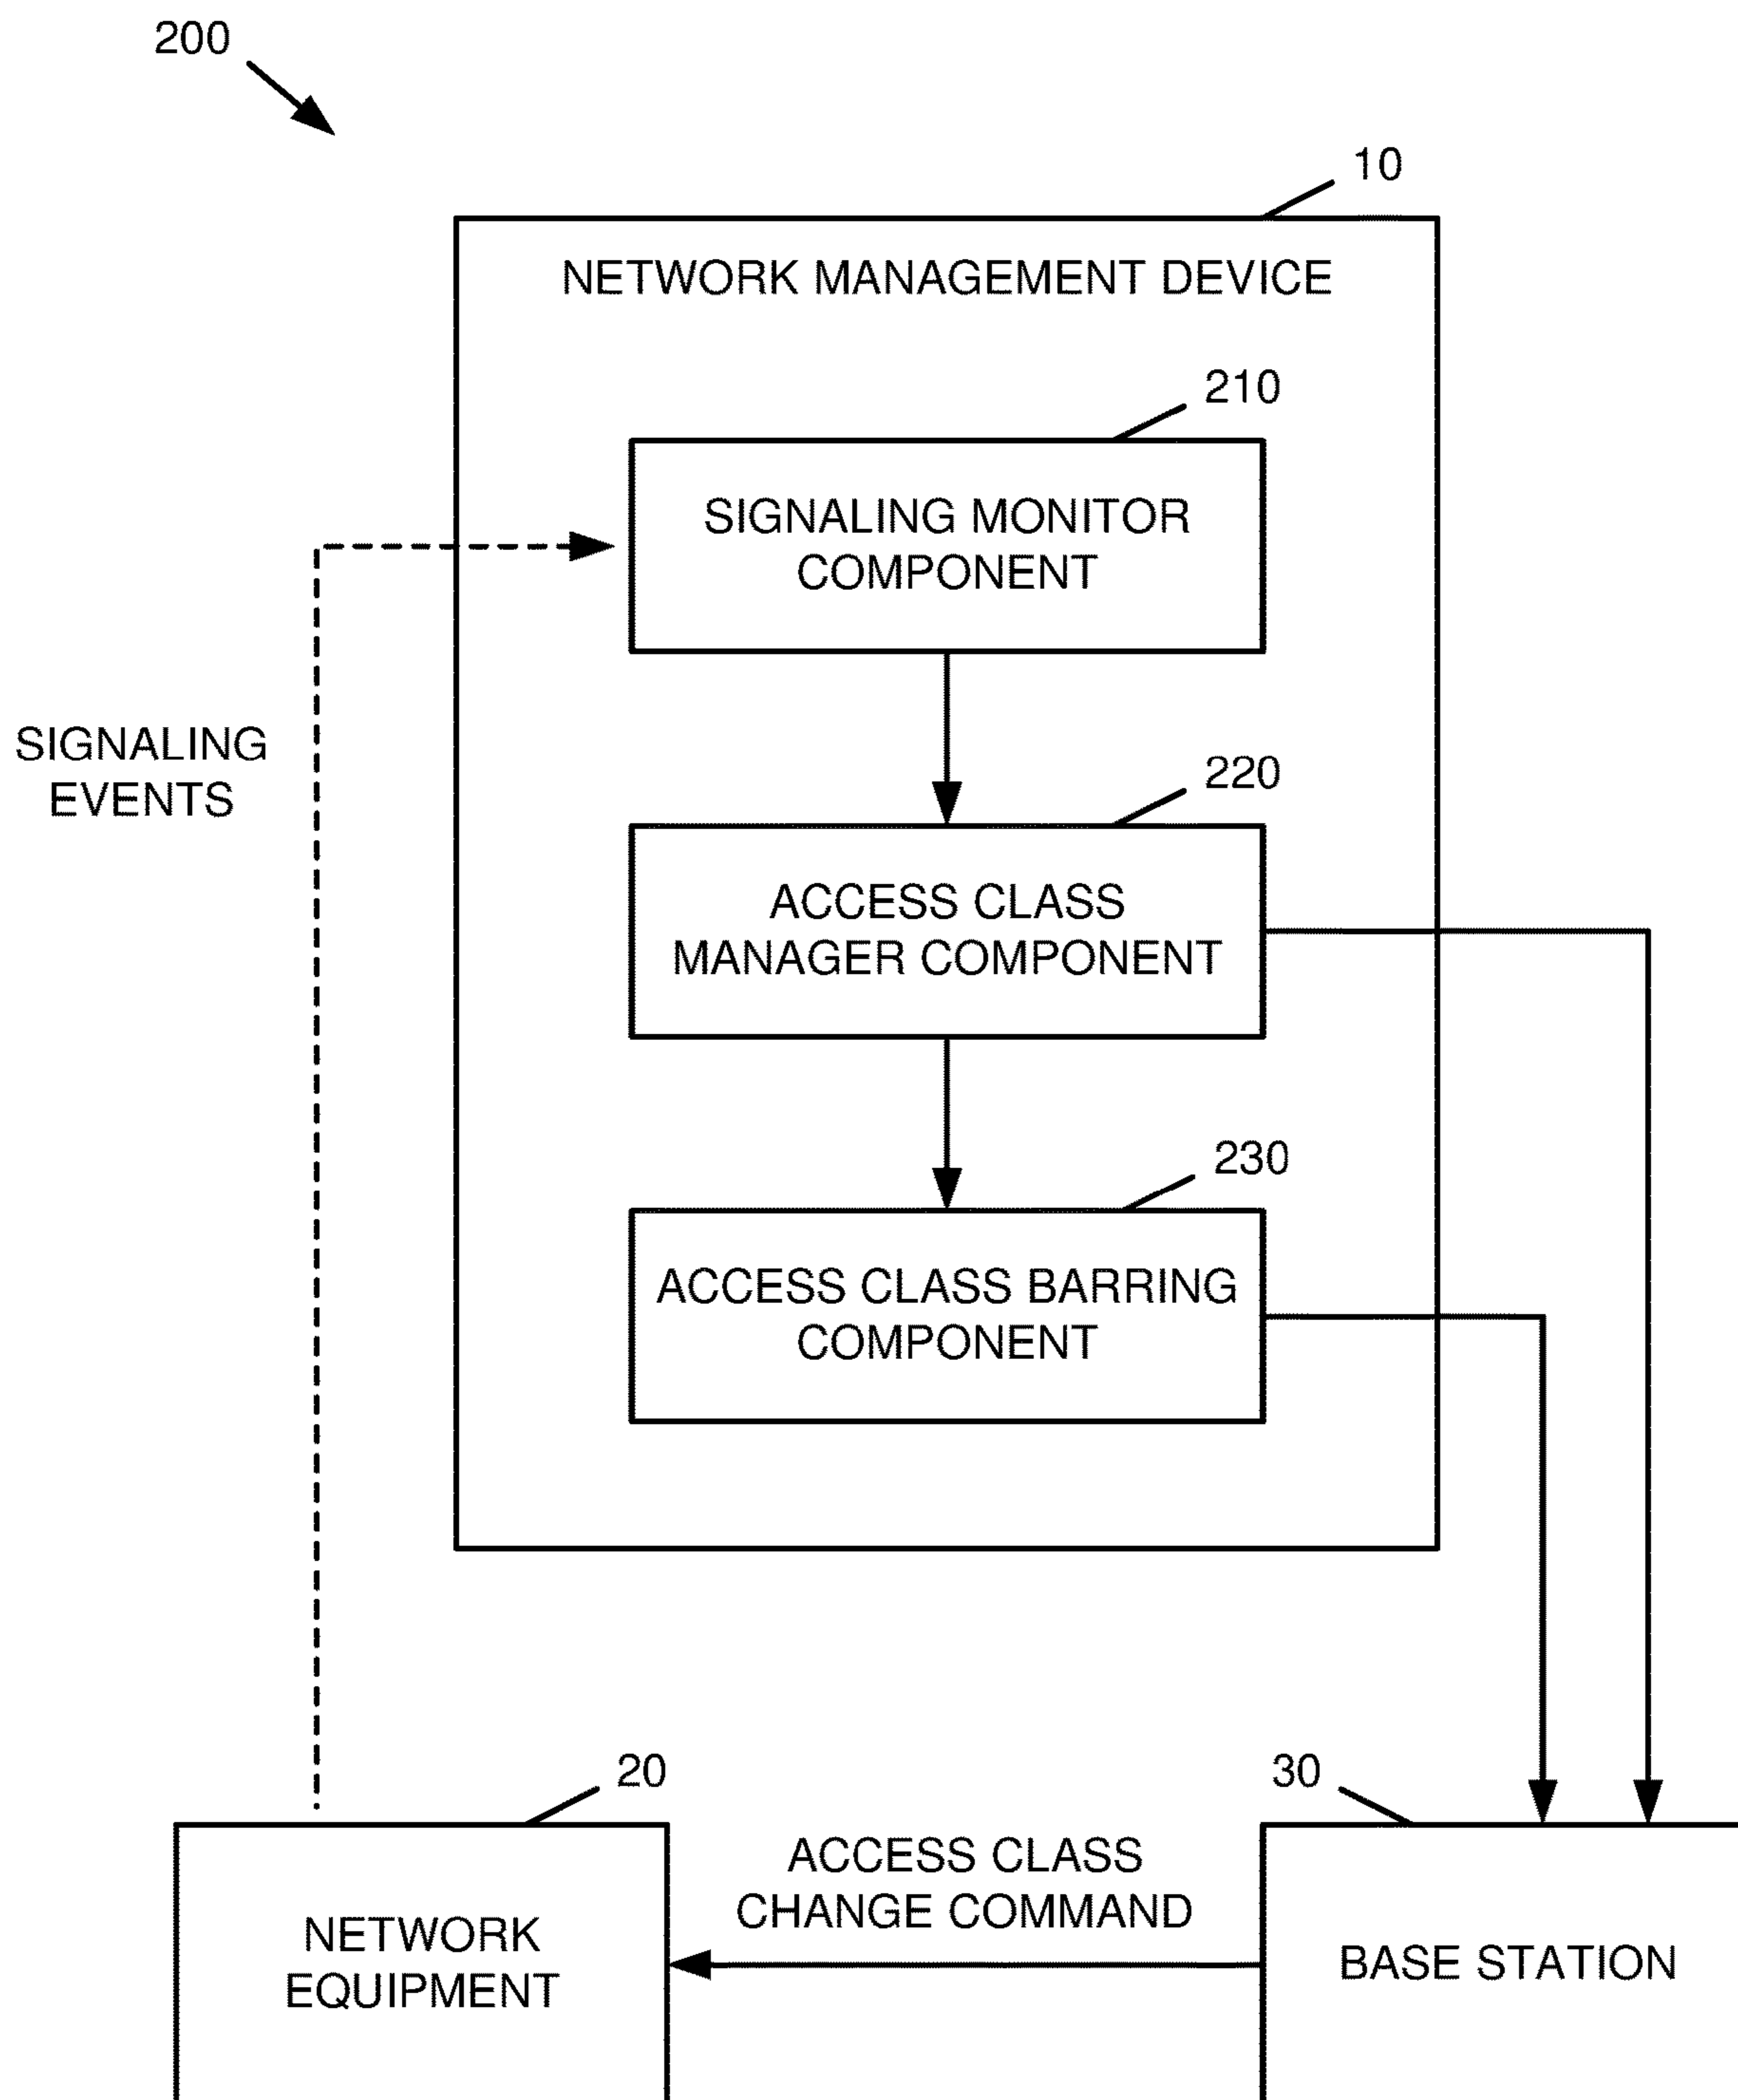 200
10
NETWORK MANAGEMENT DEVICE
210
SIGNALING MONITOR
COMPONENT
SIGNALING
EVENTS
220
ACCESS CLASS
MANAGER COMPONENT
230
ACCESS CLASS BARRING
COMPONENT
20
30
ACCESS CLASS
CHANGE COMMAND
NETWORK
EQUIPMENT
BASE STATION